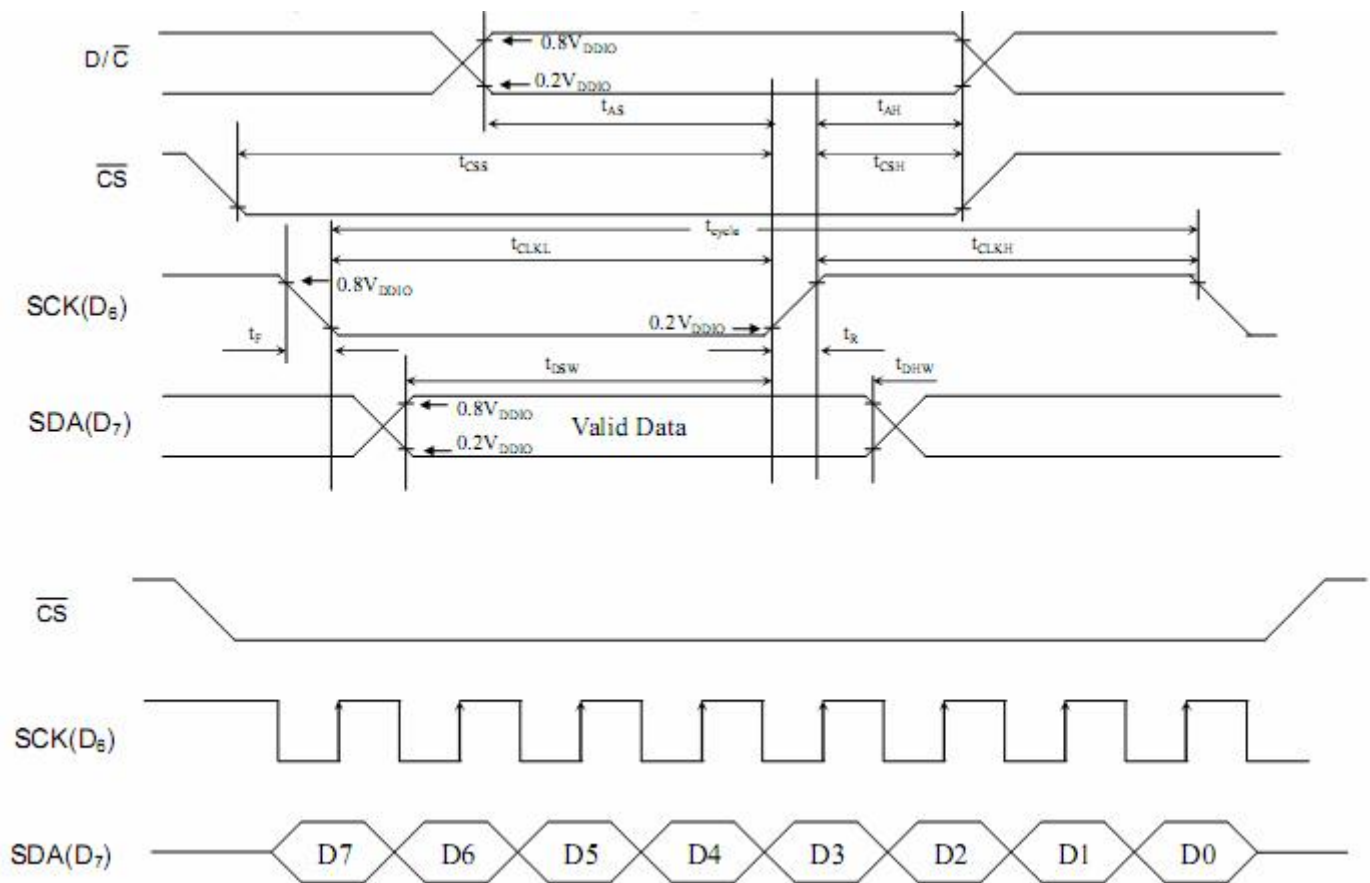 D/C̅
0.8V_DDIO
0.2V_DDIO
t_AS
t_AH
C̅S̅
t_CSS
t_CSH
t_cycle
t_CLKL
t_CLKH
SCK(D₆)
0.8V_DDIO
0.2V_DDIO
t_F
t_R
t_DSW
t_DHW
SDA(D₇)
0.8V_DDIO
Valid Data
0.2V_DDIO
C̅S̅
SCK(D₆)
SDA(D₇)
D7 D6 D5 D4 D3 D2 D1 D0